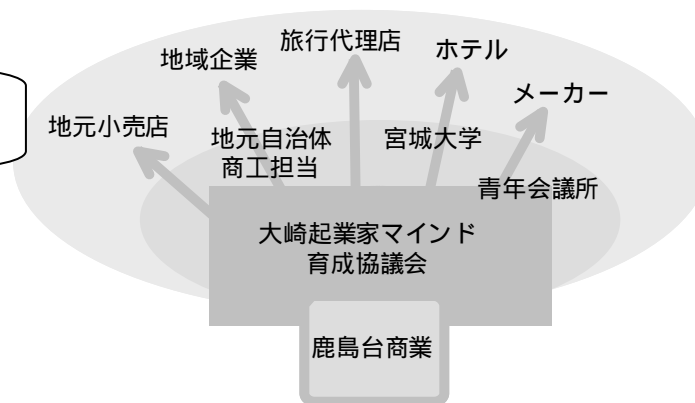 旅行代理店
ホテル
地域企業
メーカー
地元小売店
地元自治体
商工担当
宮城大学
青年会議所
大崎起業家マインド
育成協議会
鹿島台商業